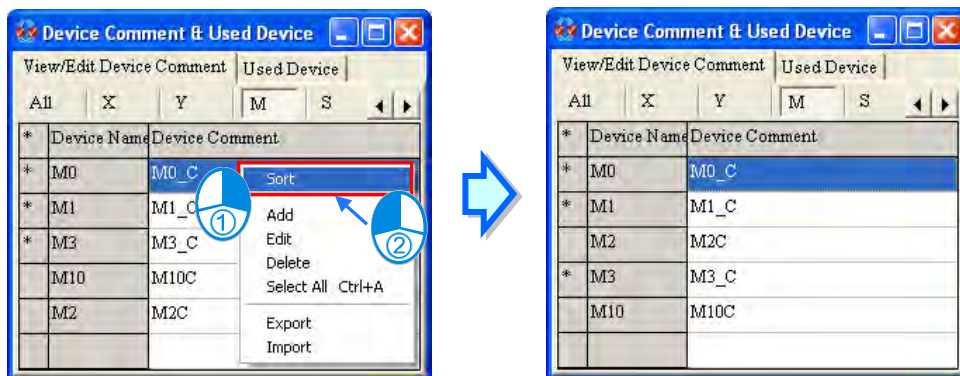 Device Comment & Used Device
View/Edit Device Comment Used Device
All X Y M S
* Device Name Device Comment
* M0 M0_C
* M1 M1_C
* M3 M3_C
M10 M10C
M2 M2C
Sort
Add
Edit
Delete
Select All Ctrl+A
Export
Import
1
2
Device Comment & Used Device
View/Edit Device Comment Used Device
All X Y M S
* Device Name Device Comment
* M0 M0_C
* M1 M1_C
M2 M2C
* M3 M3_C
M10 M10C